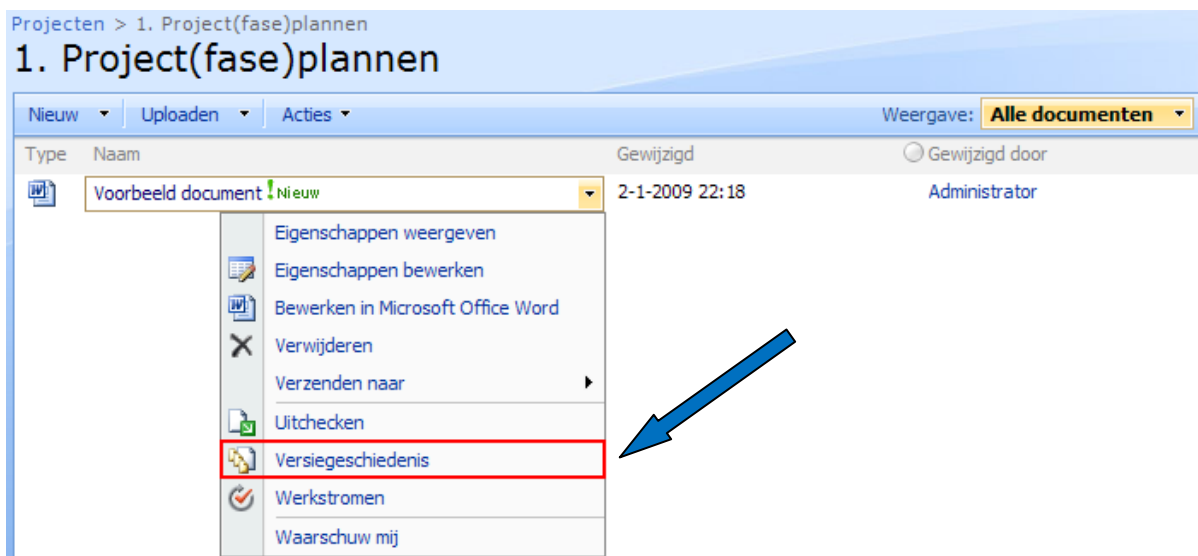 Projecten > 1. Project(fase)plannen
1. Project(fase)plannen
Nieuw Uploaden Acties Weergave: Alle documenten
Type Naam Gewijzigd Gewijzigd door
Voorbeeld document ! Nieuw 2-1-2009 22:18 Administrator
Eigenschappen weergeven
Eigenschappen bewerken
Bewerken in Microsoft Office Word
Verwijderen
Verzenden naar
Uitchecken
Versiegeschiedenis
Werkstromen
Waarschuw mij